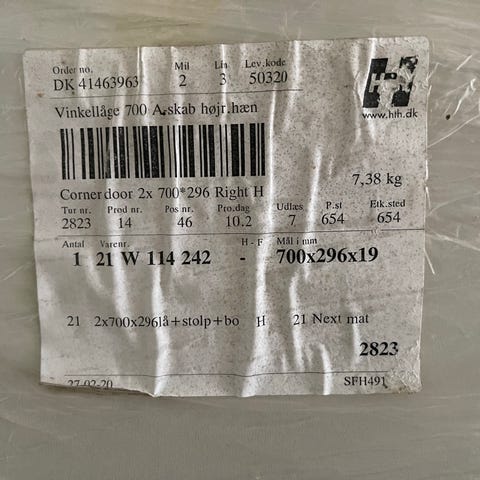 Order no. Mil Lin Lev.kode
DK 41463963 2 3 50320
www.hth.dk
Vinkellåge 700 A-skab højr.hæn
7,38 kg
Corner door 2x 700*296 Right H
Tur nr. Prod nr. Pos nr. Pro.dag Udlæs P.st Etk.sted
2823 14 46 10.2 7 654 654
Antal Varenr. H - F Mål i mm
1 21 W 114 242 - 700x296x19
21 2x700x296lå+stolp+bo H 21 Next mat
2823
27-02-20 SFH491